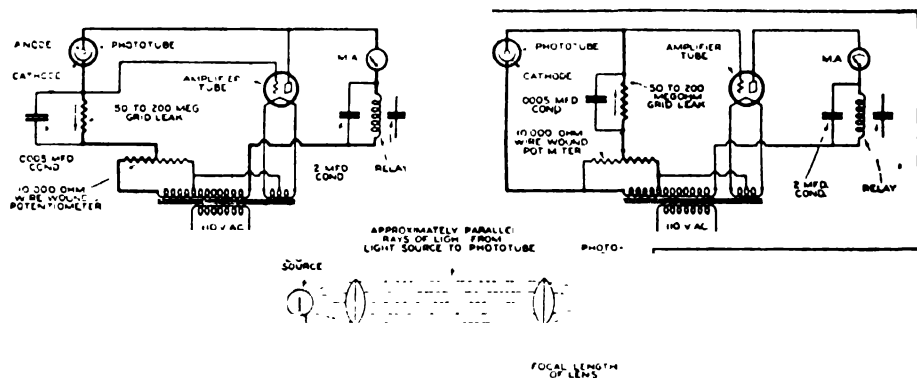 ANODE
PHOTOTUBE
CATHODE
AMPLIFIER
TUBE
M.A.
50 TO 200 MEG
GRID LEAK
.0005 MFD
COND
10,000 OHM
WIRE WOUND
POTENTIOMETER
2 MFD
COND
RELAY
110 V AC
PHOTOTUBE
CATHODE
AMPLIFIER
TUBE
M.A.
.0005 MFD
COND
50 TO 200
MEGOHM
GRID LEAK
10,000 OHM
WIRE WOUND
2 MFD.
COND.
RELAY
110 V AC
APPROXIMATELY PARALLEL
RAYS OF LIGH FROM
LIGHT SOURCE TO PHOTOTUBE
PHOTO-
SOURCE
FOCAL LENGTH
OF LENS